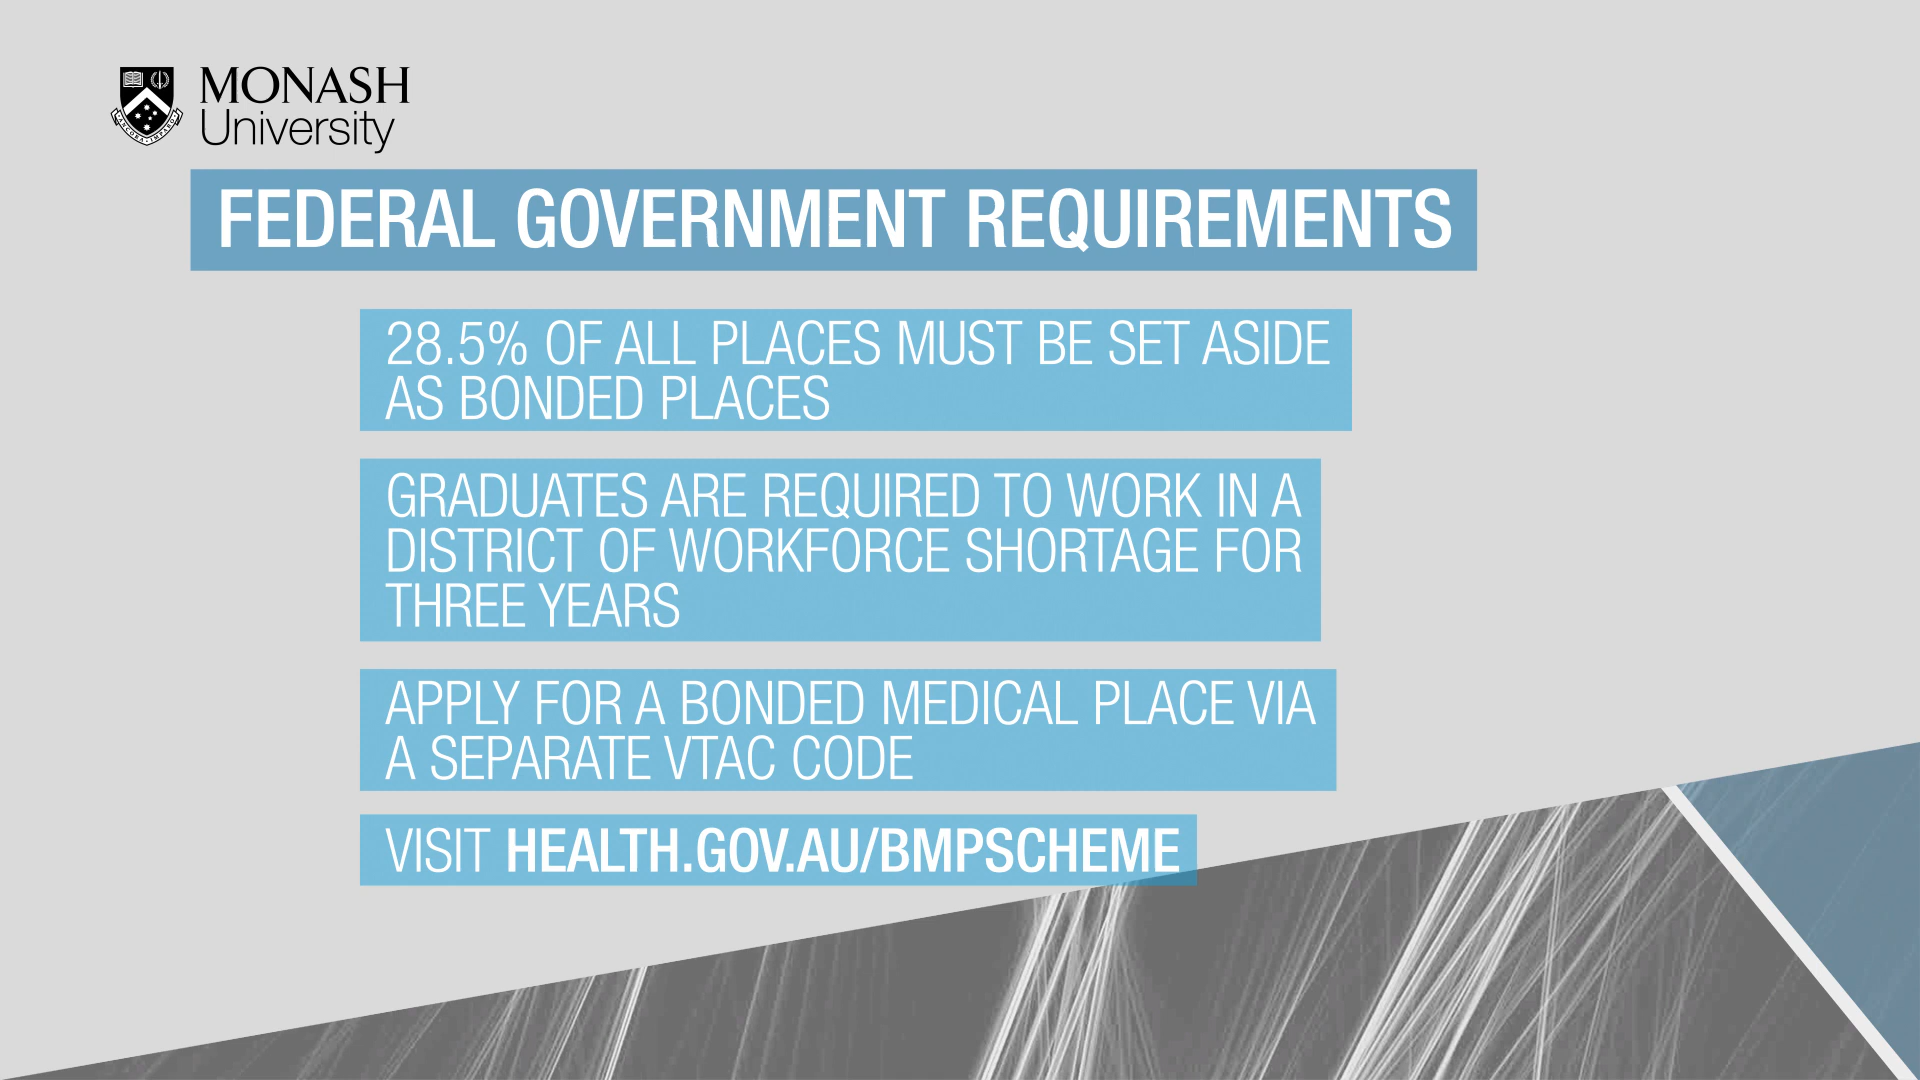 MONASH
University
FEDERAL GOVERNMENT REQUIREMENTS
28.5% OF ALL PLACES MUST BE SET ASIDE
AS BONDED PLACES
GRADUATES ARE REQUIRED TO WORK IN A
DISTRICT OF WORKFORCE SHORTAGE FOR
THREE YEARS
APPLY FOR A BONDED MEDICAL PLACE VIA
A SEPARATE VTAC CODE
VISIT HEALTH.GOV.AU/BMPSCHEME